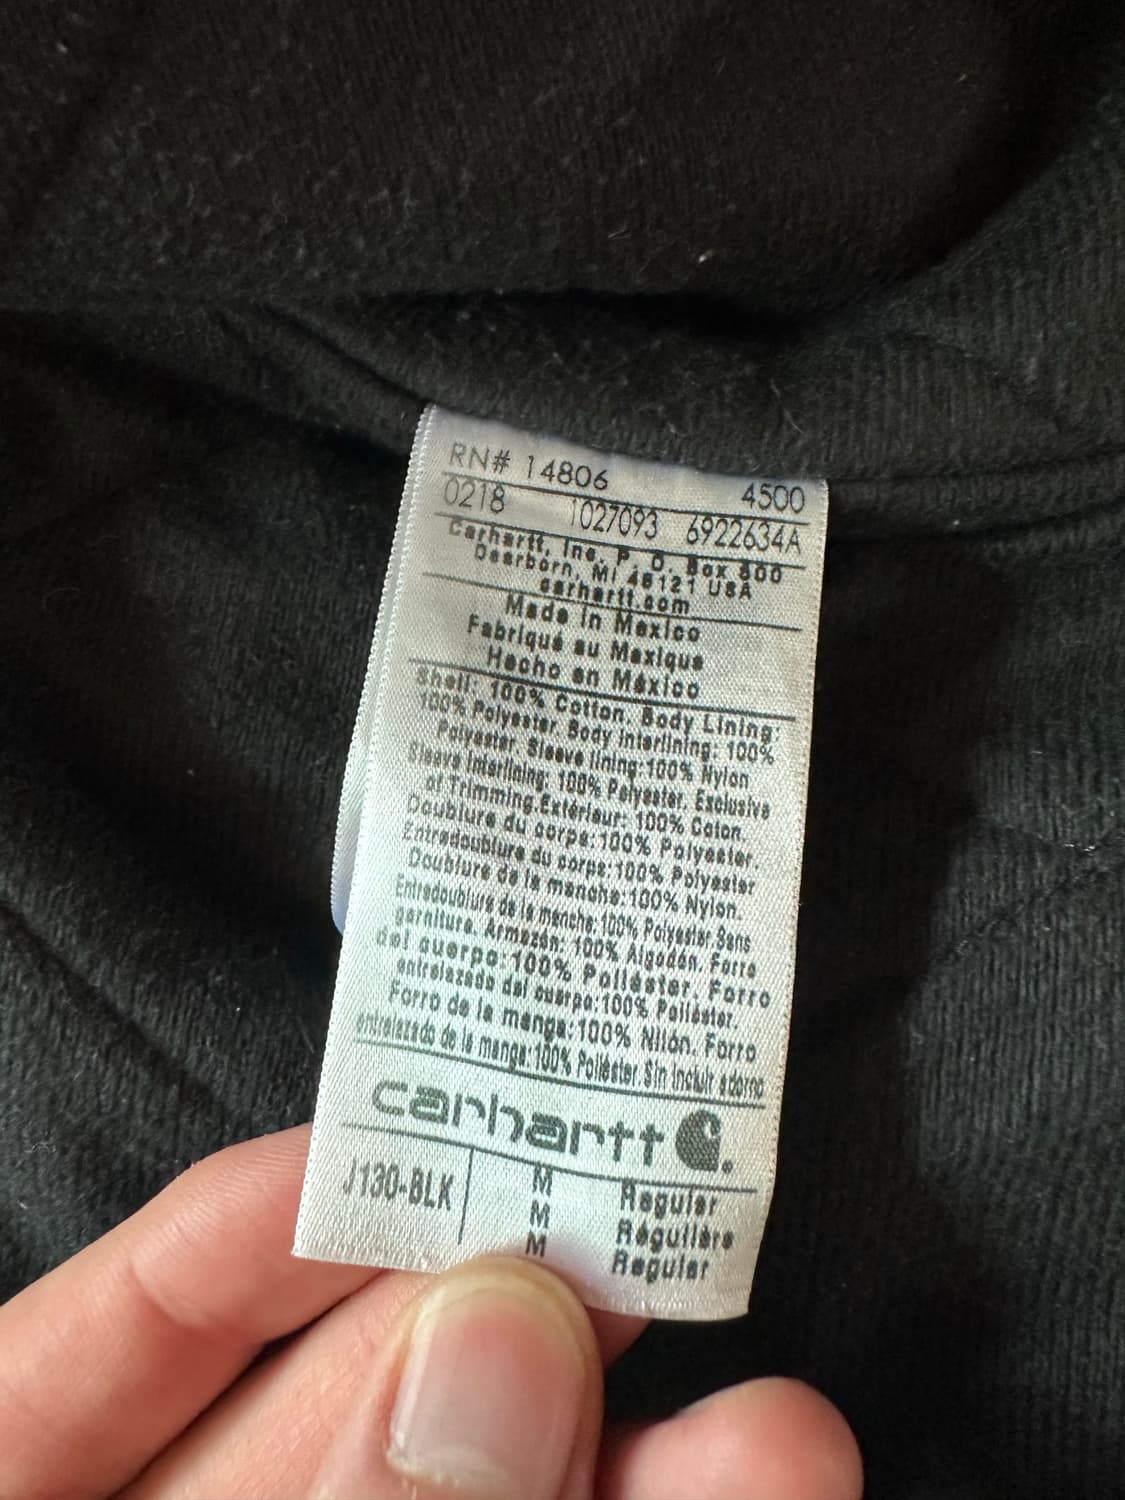 RN# 14806 4500
0218 1027093 6922634A
Carhartt, Inc. P. O. Box 600
Dearborn, MI 48121 USA
carhartt.com
Made in Mexico
Fabriqué au Mexique
Hecho en México
Shell: 100% Cotton. Body Lining:
100% Polyester. Body Interlining: 100%
Polyester. Sleeve lining:100% Nylon
Sleeve Interlining: 100% Polyester. Exclusive
of Trimming.Extérieur: 100% Coton.
Doublure du corps:100% Polyester.
Entredoublure du corps:100% Polyester
Doublure de la manche:100% Nylon.
Entredoublure de la manche:100% Polyester.Sans
garniture. Armazón: 100% Algodón. Forro
del cuerpo:100% Poliéster. Forro
entrelazado del cuerpo:100% Poliéster.
Forro de la manga:100% Nilón. Forro
entrelazado de la manga:100% Poliéster. Sin incluir adorno
carhartt
J130-BLK M Regular
M Régulière
M Regular